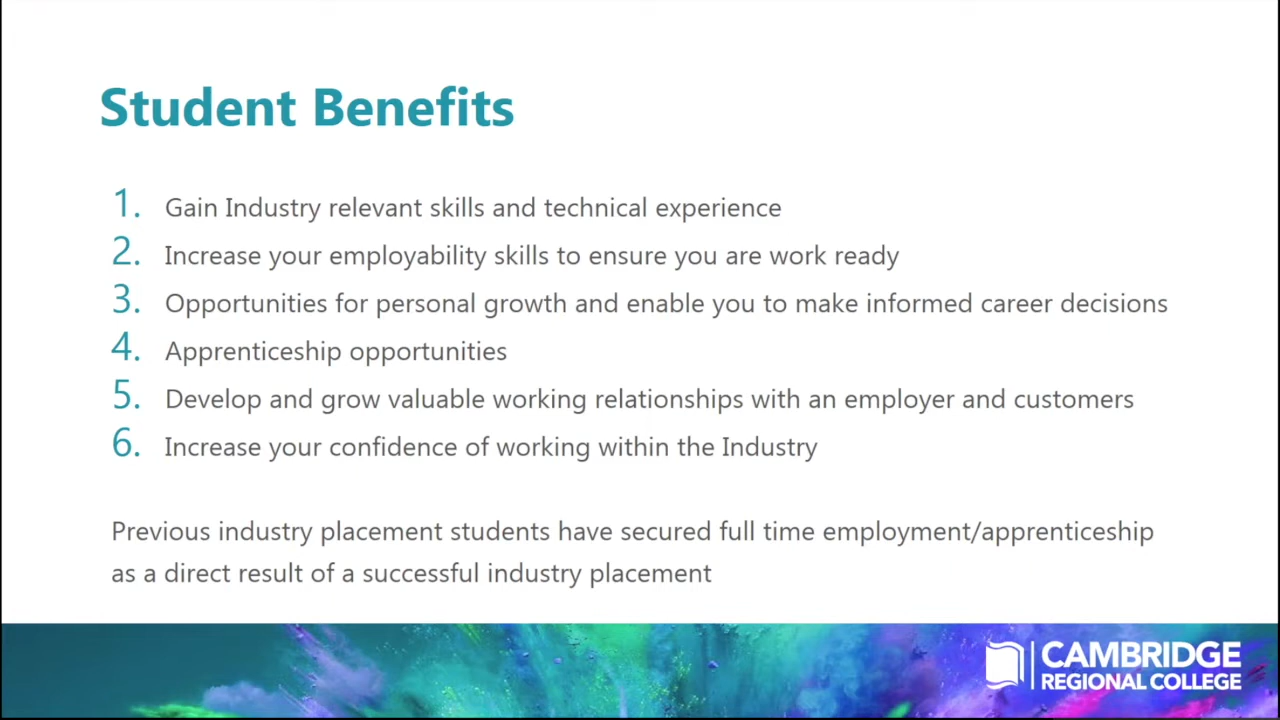 Student Benefits
1. Gain Industry relevant skills and technical experience
2. Increase your employability skills to ensure you are work ready
3. Opportunities for personal growth and enable you to make informed career decisions
4. Apprenticeship opportunities
5. Develop and grow valuable working relationships with an employer and customers
6. Increase your confidence of working within the Industry
Previous industry placement students have secured full time employment/apprenticeship
as a direct result of a successful industry placement
CAMBRIDGE
REGIONAL COLLEGE